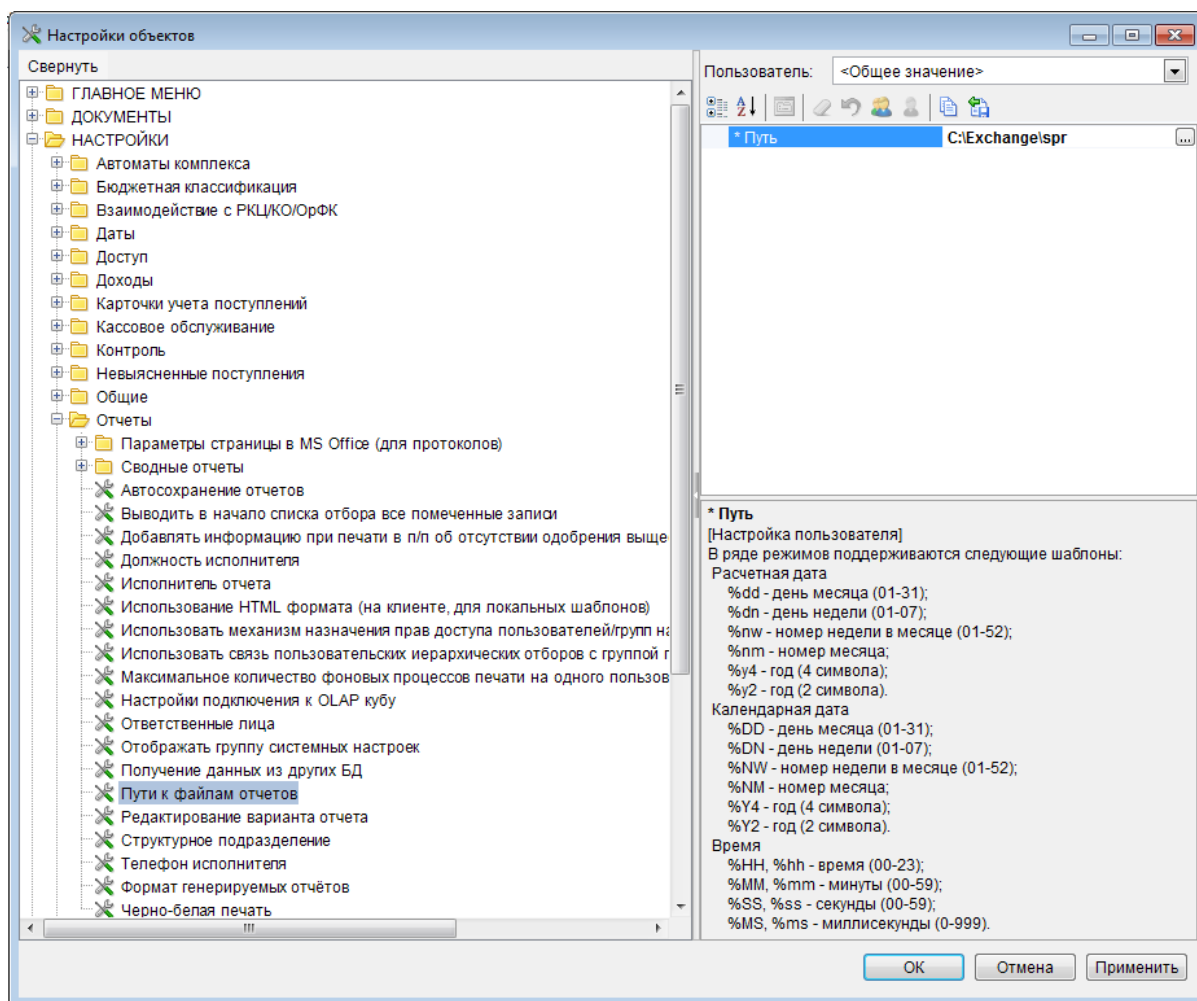 Настройки объектов
Свернуть
ГЛАВНОЕ МЕНЮ
ДОКУМЕНТЫ
НАСТРОЙКИ
Автоматы комплекса
Бюджетная классификация
Взаимодействие с РКЦ/КО/ОрФК
Даты
Доступ
Доходы
Карточки учета поступлений
Кассовое обслуживание
Контроль
Невыясненные поступления
Общие
Отчеты
Параметры страницы в MS Office (для протоколов)
Сводные отчеты
Автосохранение отчетов
Выводить в начало списка отбора все помеченные записи
Добавлять информацию при печати в п/п об отсутствии одобрения выще
Должность исполнителя
Исполнитель отчета
Использование HTML формата (на клиенте, для локальных шаблонов)
Использовать механизм назначения прав доступа пользователей/групп на
Использовать связь пользовательских иерархических отборов с группой г
Максимальное количество фоновых процессов печати на одного пользов
Настройки подключения к OLAP кубу
Ответственные лица
Отображать группу системных настроек
Получение данных из других БД
Пути к файлам отчетов
Редактирование варианта отчета
Структурное подразделение
Телефон исполнителя
Формат генерируемых отчётов
Черно-белая печать
Пользователь: <Общее значение>
* Путь C:\Exchange\spr ...
* Путь
[Настройка пользователя]
В ряде режимов поддерживаются следующие шаблоны:
Расчетная дата
%dd - день месяца (01-31);
%dn - день недели (01-07);
%nw - номер недели в месяце (01-52);
%nm - номер месяца;
%y4 - год (4 символа);
%y2 - год (2 символа).
Календарная дата
%DD - день месяца (01-31);
%DN - день недели (01-07);
%NW - номер недели в месяце (01-52);
%NM - номер месяца;
%Y4 - год (4 символа);
%Y2 - год (2 символа).
Время
%HH, %hh - время (00-23);
%MM, %mm - минуты (00-59);
%SS, %ss - секунды (00-59);
%MS, %ms - миллисекунды (0-999).
ОК Отмена Применить